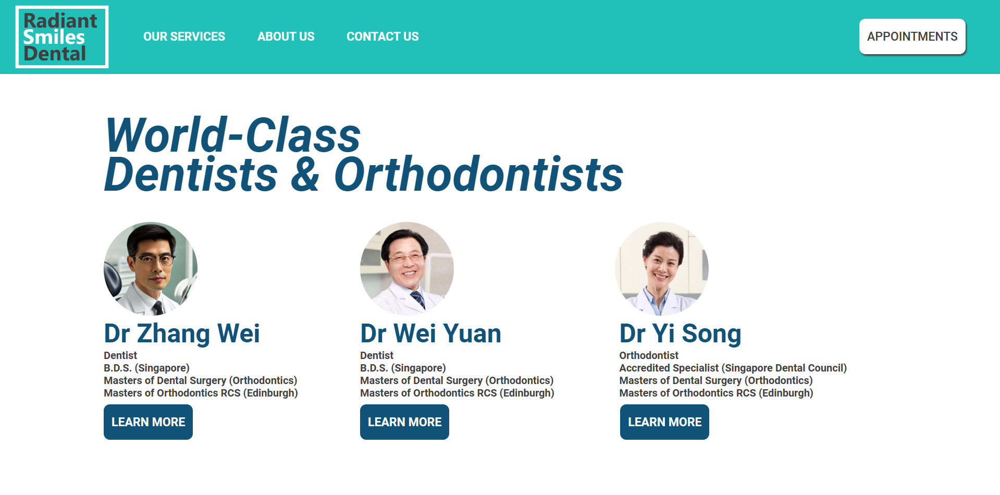 Radiant
Smiles
Dental
OUR SERVICES
ABOUT US
CONTACT US
APPOINTMENTS
World-Class
Dentists & Orthodontists
Dr Zhang Wei
Dentist
B.D.S. (Singapore)
Masters of Dental Surgery (Orthodontics)
Masters of Orthodontics RCS (Edinburgh)
LEARN MORE
Dr Wei Yuan
Dentist
B.D.S. (Singapore)
Masters of Dental Surgery (Orthodontics)
Masters of Orthodontics RCS (Edinburgh)
LEARN MORE
Dr Yi Song
Orthodontist
Accredited Specialist (Singapore Dental Council)
Masters of Dental Surgery (Orthodontics)
Masters of Orthodontics RCS (Edinburgh)
LEARN MORE